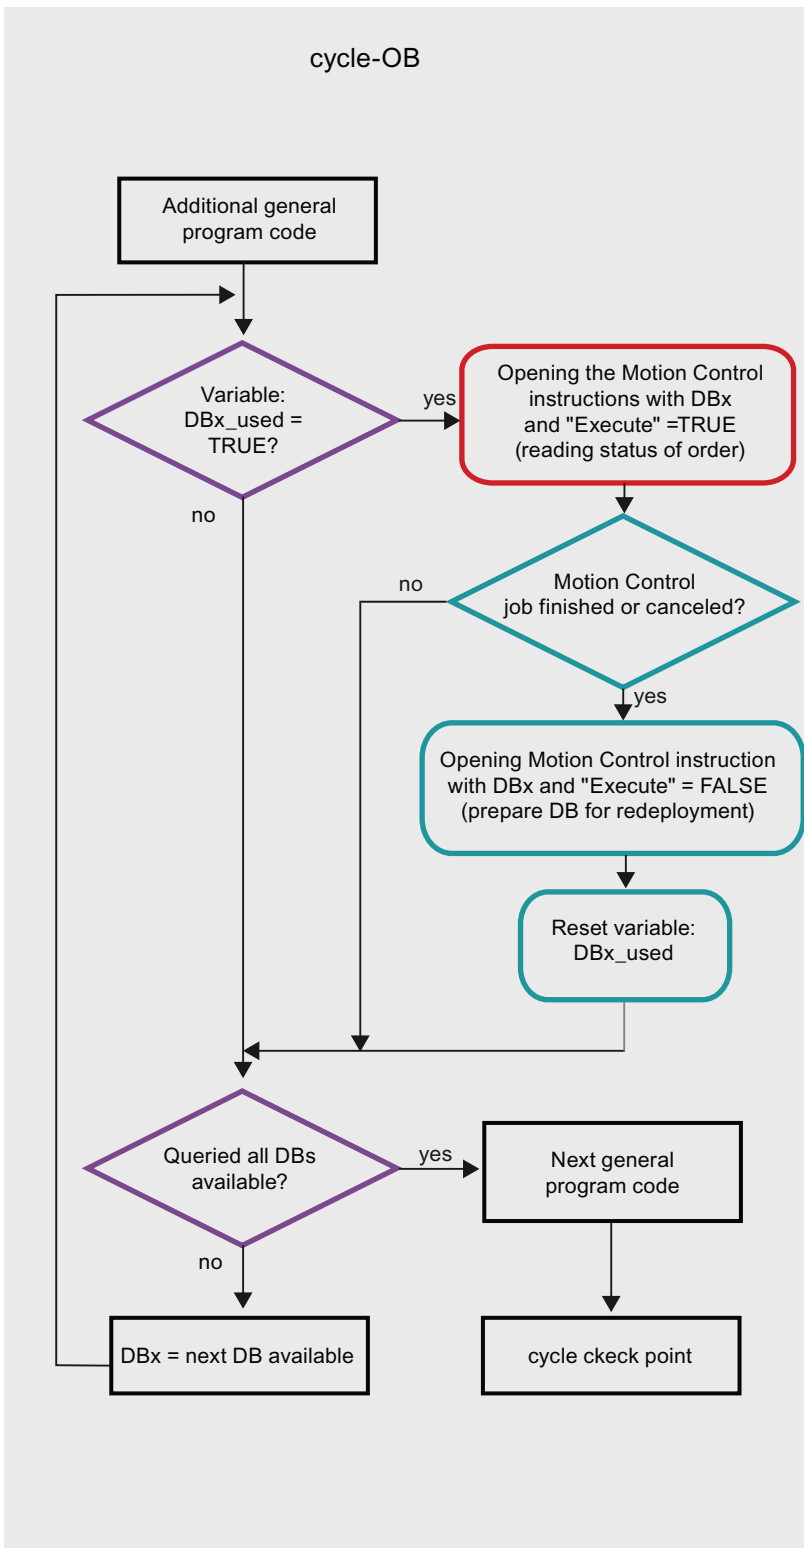 cycle-OB
Additional general
program code
Variable:
DBx_used =
TRUE?
yes
Opening the Motion Control
instructions with DBx
and "Execute" =TRUE
(reading status of order)
no
Motion Control
job finished or canceled?
no
yes
Opening Motion Control instruction
with DBx and "Execute" = FALSE
(prepare DB for redeployment)
Reset variable:
DBx_used
Queried all DBs
available?
yes
Next general
program code
no
DBx = next DB available
cycle ckeck point